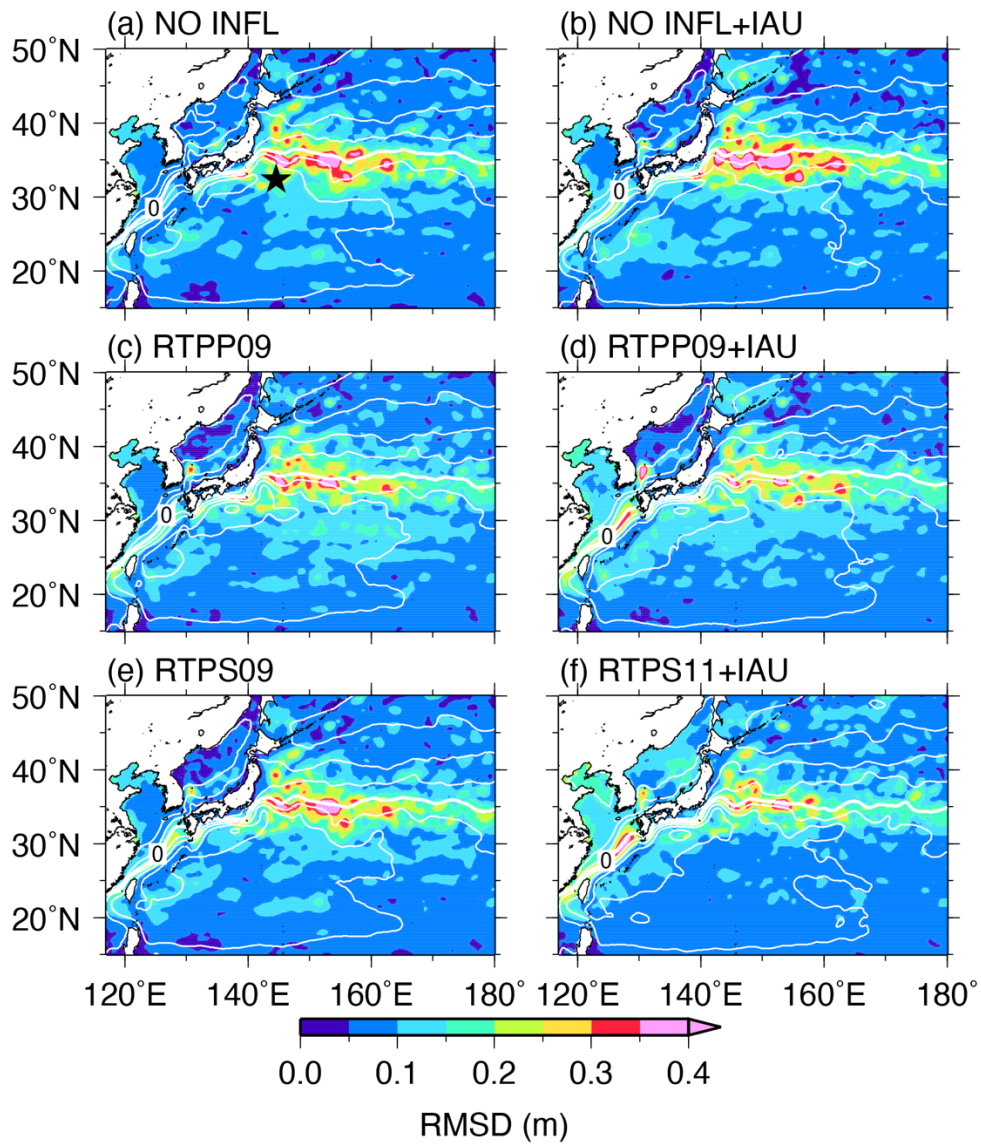 (a) NO INFL
(b) NO INFL+IAU
50˚N
40˚N
30˚N
20˚N
0
0
(c) RTPP09
(d) RTPP09+IAU
50˚N
40˚N
30˚N
20˚N
0
0
(e) RTPS09
(f) RTPS11+IAU
50˚N
40˚N
30˚N
20˚N
0
0
120˚E 140˚E 160˚E 180˚
120˚E 140˚E 160˚E 180˚
0.0 0.1 0.2 0.3 0.4
RMSD (m)